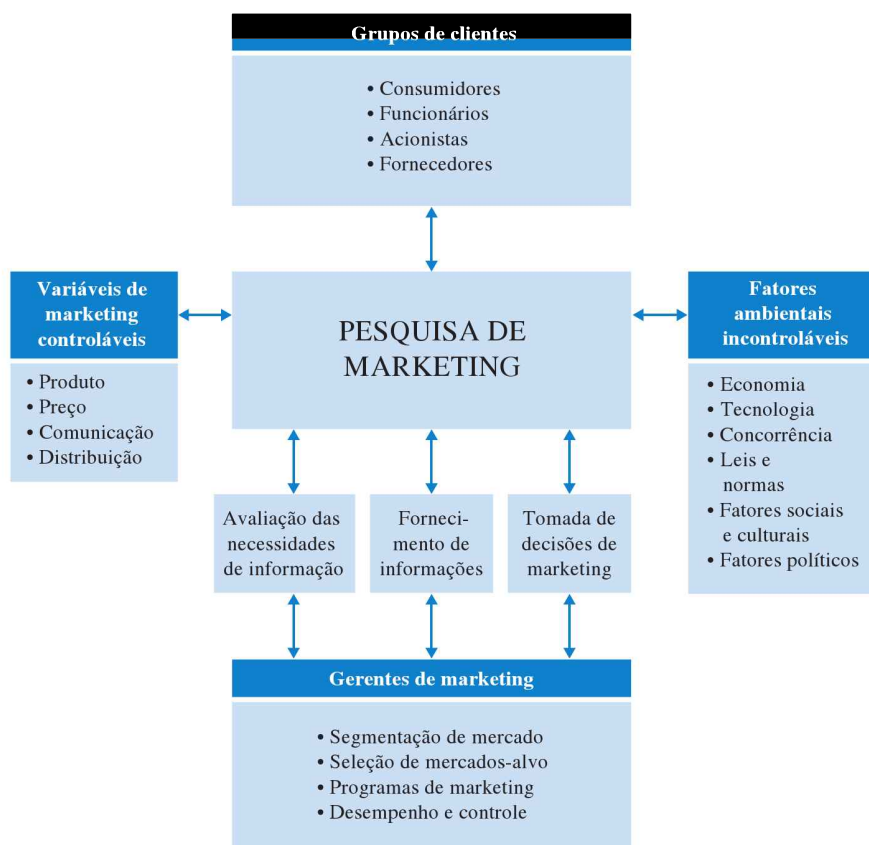 Grupos de clientes
• Consumidores
• Funcionários
• Acionistas
• Fornecedores
Variáveis de
marketing
controláveis
• Produto
• Preço
• Comunicação
• Distribuição
PESQUISA DE
MARKETING
Fatores
ambientais
incontroláveis
• Economia
• Tecnologia
• Concorrência
• Leis e
normas
• Fatores sociais
e culturais
• Fatores políticos
Avaliação das
necessidades
de informação
Forneci-
mento de
informações
Tomada de
decisões de
marketing
Gerentes de marketing
• Segmentação de mercado
• Seleção de mercados-alvo
• Programas de marketing
• Desempenho e controle